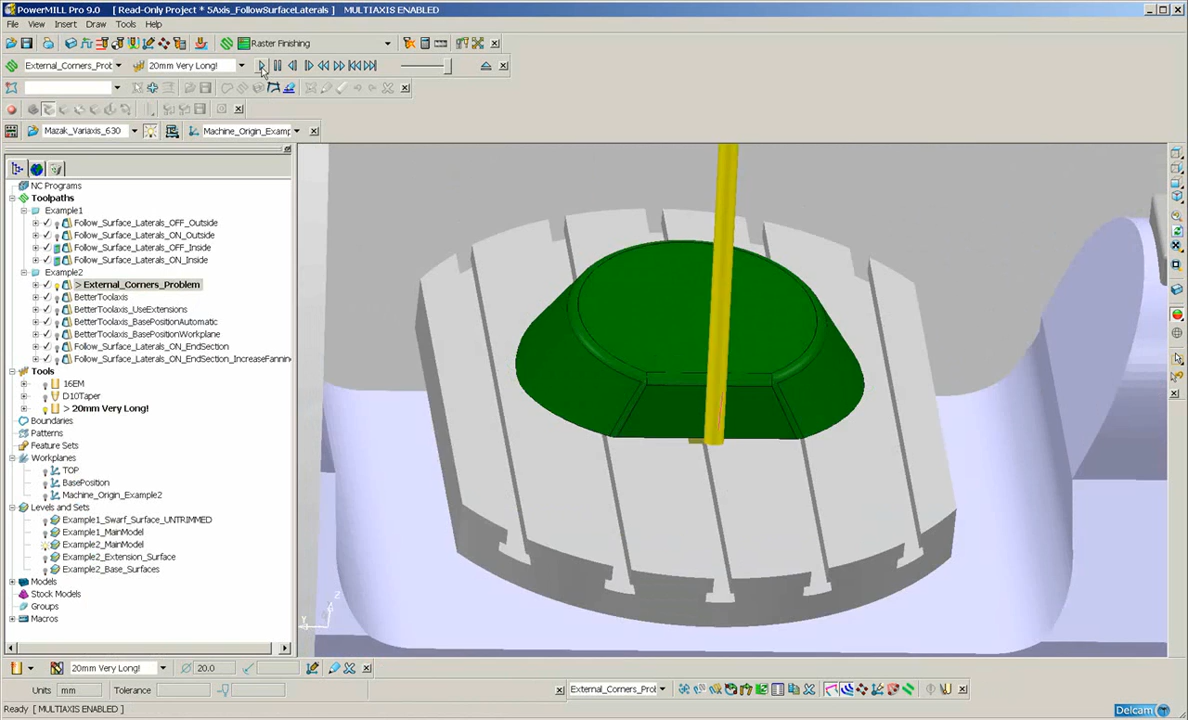 PowerMILL Pro 9.0 [ Read-Only Project * 5Axis_FollowSurfaceLaterals ] MULTIAXIS ENABLED
File View Insert Draw Tools Help
Raster Finishing
External_Corners_Prob 20mm Very Long!
Mazak_Variaxis_630 Machine_Origin_Examp
NC Programs
Toolpaths
Example1
Follow_Surface_Laterals_OFF_Outside
Follow_Surface_Laterals_ON_Outside
Follow_Surface_Laterals_OFF_Inside
Follow_Surface_Laterals_ON_Inside
Example2
> External_Corners_Problem
BetterToolaxis
BetterToolaxis_UseExtensions
BetterToolaxis_BasePositionAutomatic
BetterToolaxis_BasePositionWorkplane
Follow_Surface_Laterals_ON_EndSection
Follow_Surface_Laterals_ON_EndSection_IncreaseFannin
Tools
16EM
D10Taper
> 20mm Very Long!
Boundaries
Patterns
Feature Sets
Workplanes
TOP
BasePosition
Machine_Origin_Example2
Levels and Sets
Example1_Swarf_Surface_UNTRIMMED
Example1_MainModel
Example2_MainModel
Example2_Extension_Surface
Example2_Base_Surfaces
Models
Stock Models
Groups
Macros
Z
Y
20mm Very Long! 20.0
Units mm Tolerance External_Corners_Prob
Ready [ MULTIAXIS ENABLED ] Delcam